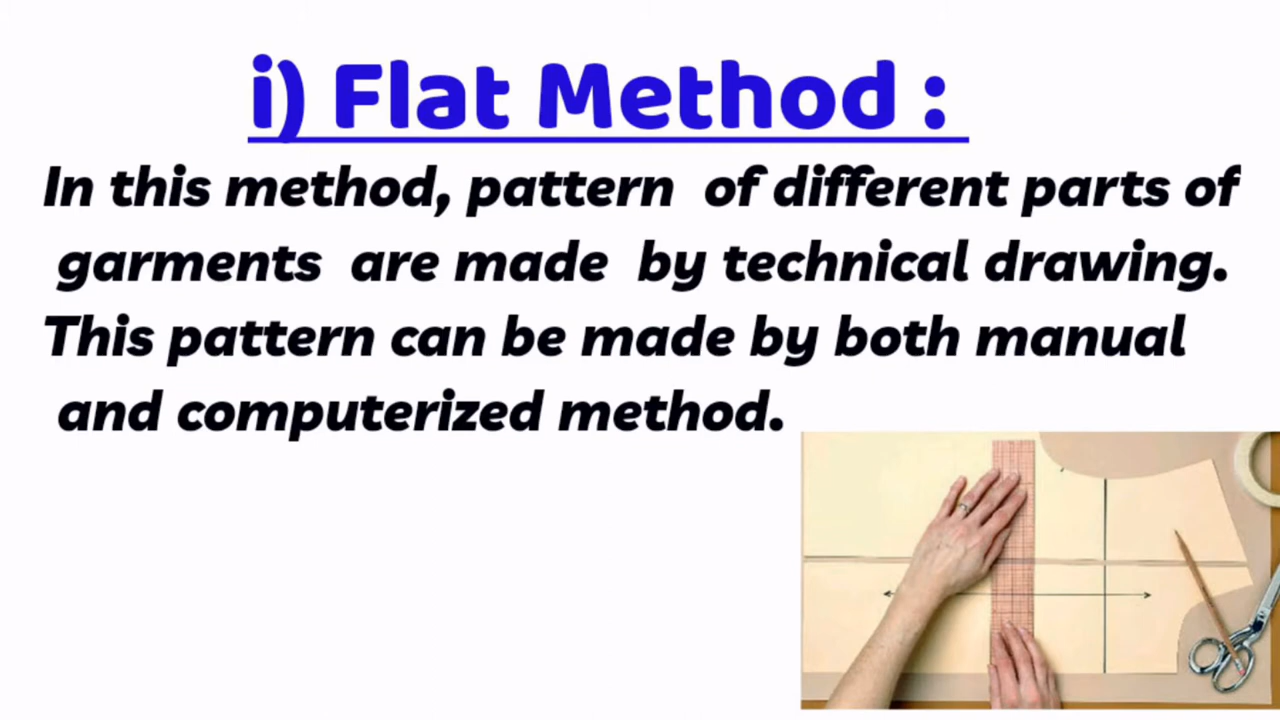 i) Flat Method :
In this method, pattern of different parts of
garments are made by technical drawing.
This pattern can be made by both manual
and computerized method.